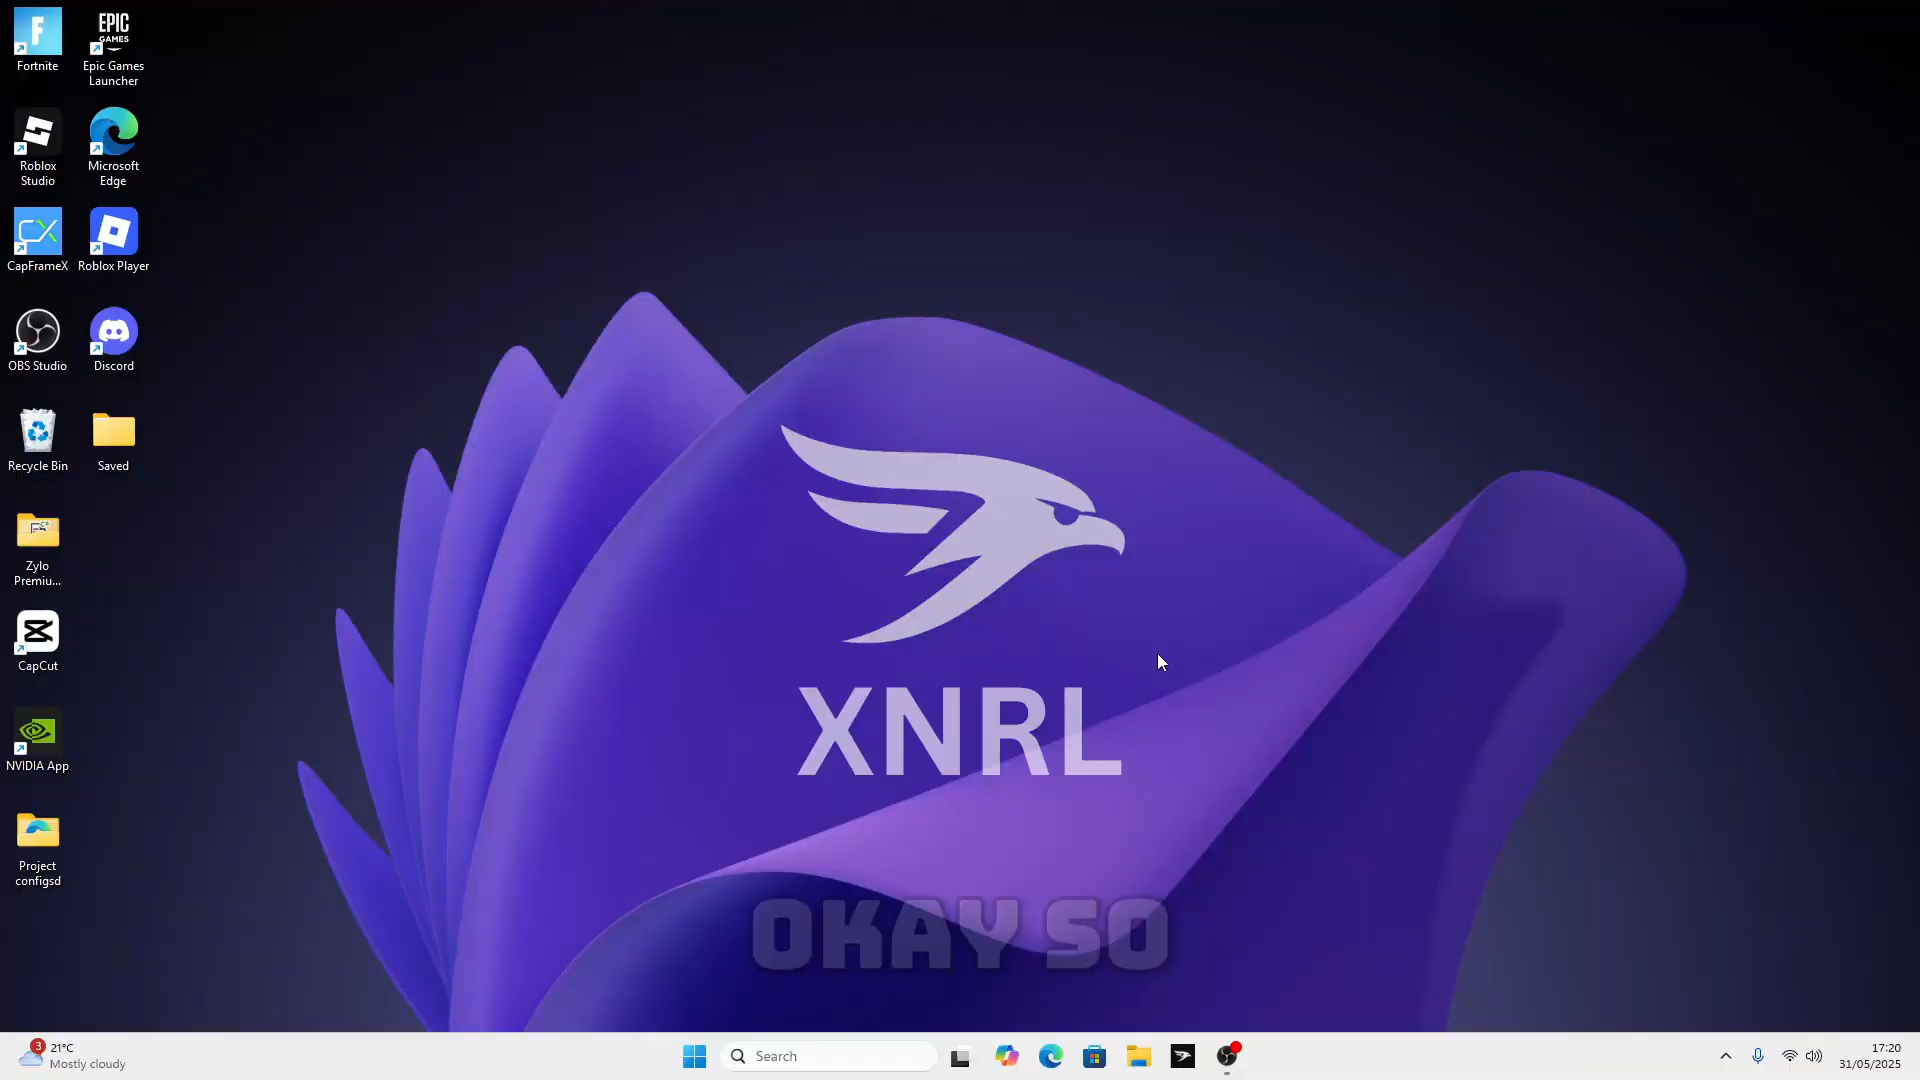 Fortnite
EPIC
GAMES
Epic Games
Launcher
Roblox
Studio
Microsoft
Edge
CapFrameX
Roblox Player
OBS Studio
Discord
Recycle Bin
Saved
Zylo
Premiu...
CapCut
NVIDIA App
Project
configsd
XNRL
OKAY SO
3
21°C
Mostly cloudy
Search
17:20
31/05/2025